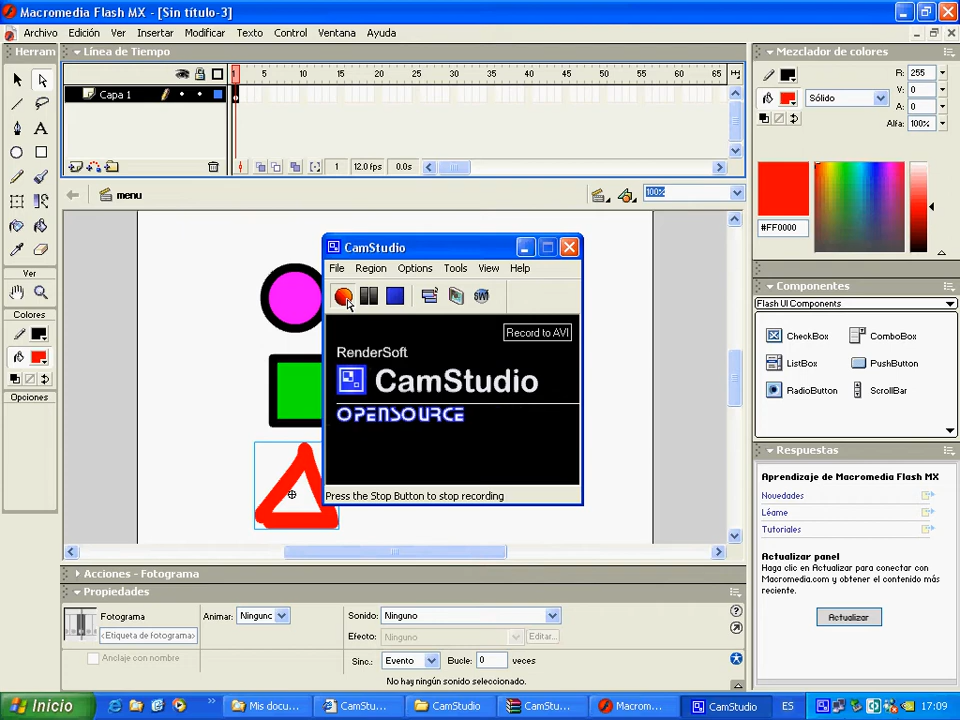 Macromedia Flash MX - [Sin título-3]
Archivo Edición Ver Insertar Modificar Texto Control Ventana Ayuda
Herram
Línea de Tiempo
1 5 10 15 20 25 30 35 40 45 50 55 60 65
Capa 1
1 12.0 fps 0.0s
menu
100%
Ver
Colores
Opciones
CamStudio
File Region Options Tools View Help
Record to AVI
RenderSoft
CamStudio
OPENSOURCE
Press the Stop Button to stop recording
Mezclador de colores
R: 255
Sólido
V: 0
A: 0
Alfa: 100%
#FF0000
Componentes
Flash UI Components
CheckBox
ComboBox
ListBox
PushButton
RadioButton
ScrollBar
Respuestas
Aprendizaje de Macromedia Flash MX
Novedades
Léame
Tutoriales
Actualizar panel
Haga clic en Actualizar para conectar con
Macromedia.com y obtener el contenido más
reciente.
Actualizar
Acciones - Fotograma
Propiedades
Fotograma
<Etiqueta de fotograma>
Anclaje con nombre
Animar: Ningunc
Sonido: Ninguno
Efecto: Ninguno Editar...
Sinc.: Evento Bucle: 0 veces
No hay ningún sonido seleccionado.
Inicio
Mis docu...
CamStu...
CamStudio
CamStu...
Macrom...
CamStudio
ES
17:09